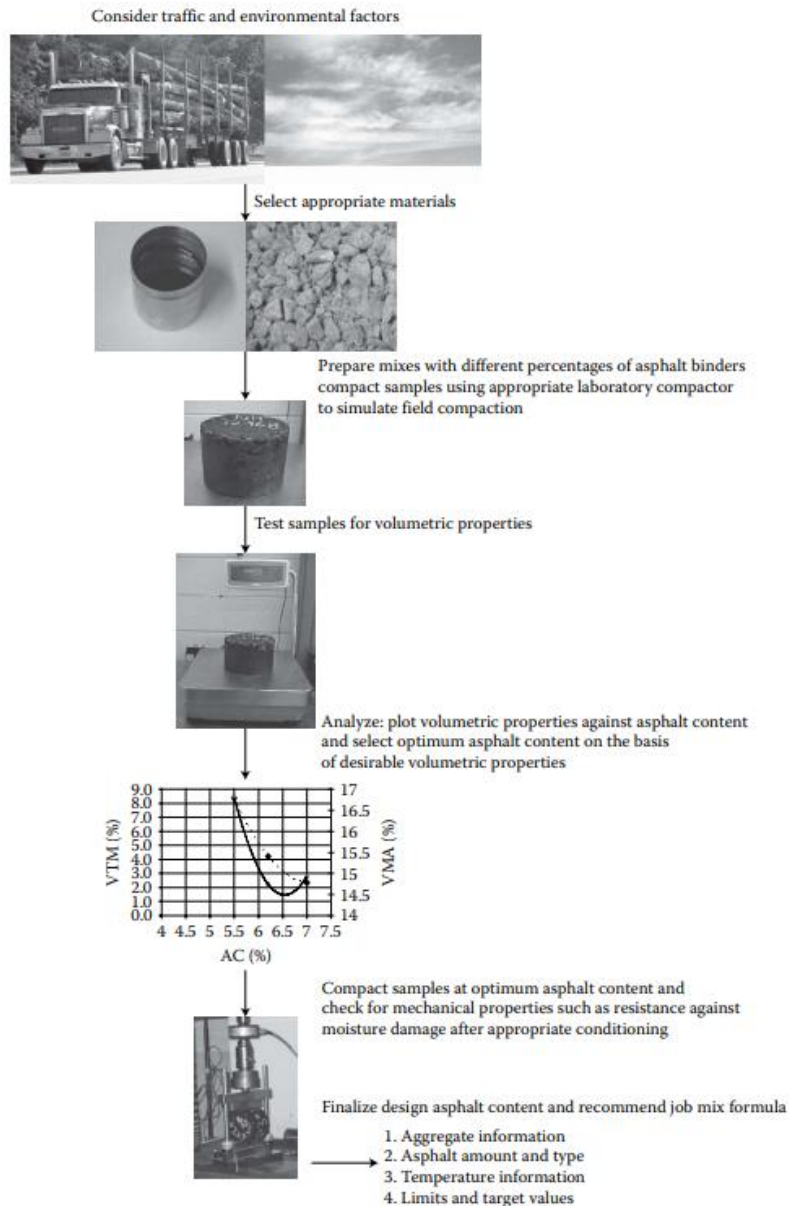 Consider traffic and environmental factors
Select appropriate materials
Prepare mixes with different percentages of asphalt binders
compact samples using appropriate laboratory compactor
to simulate field compaction
Test samples for volumetric properties
Analyze: plot volumetric properties against asphalt content
and select optimum asphalt content on the basis
of desirable volumetric properties
9.0
8.0
7.0
6.0
5.0
4.0
3.0
2.0
1.0
0.0
VTM (%)
17
16.5
16
15.5
15
14.5
14
VMA (%)
4 4.5 5 5.5 6 6.5 7 7.5
AC (%)
Compact samples at optimum asphalt content and
check for mechanical properties such as resistance against
moisture damage after appropriate conditioning
Finalize design asphalt content and recommend job mix formula
1. Aggregate information
2. Asphalt amount and type
3. Temperature information
4. Limits and target values